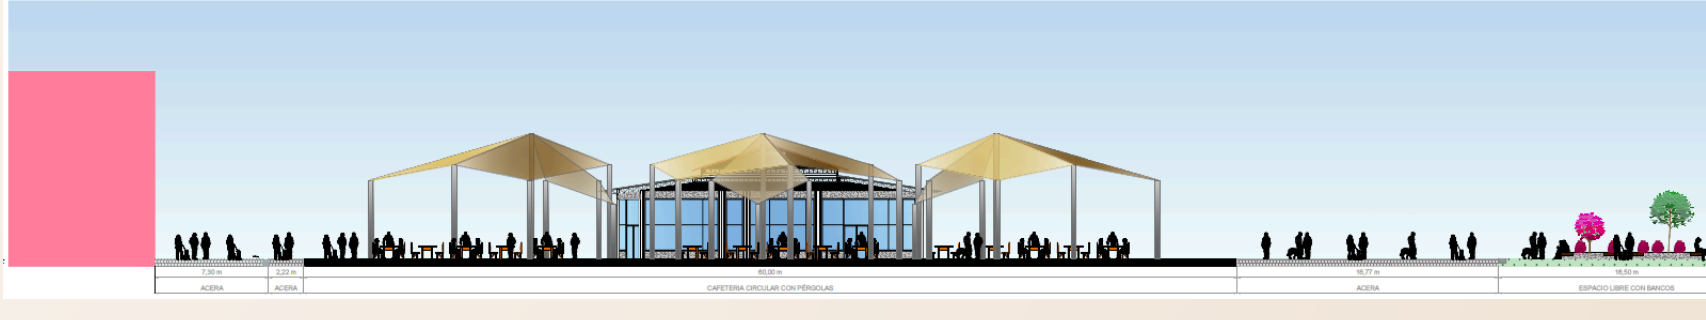 7,30 m 2,22 m 60,00 m 16,77 m 16,50 m
ACERA ACERA CAFETERIA CIRCULAR CON PÉRGOLAS ACERA ESPACIO LIBRE CON BANCOS